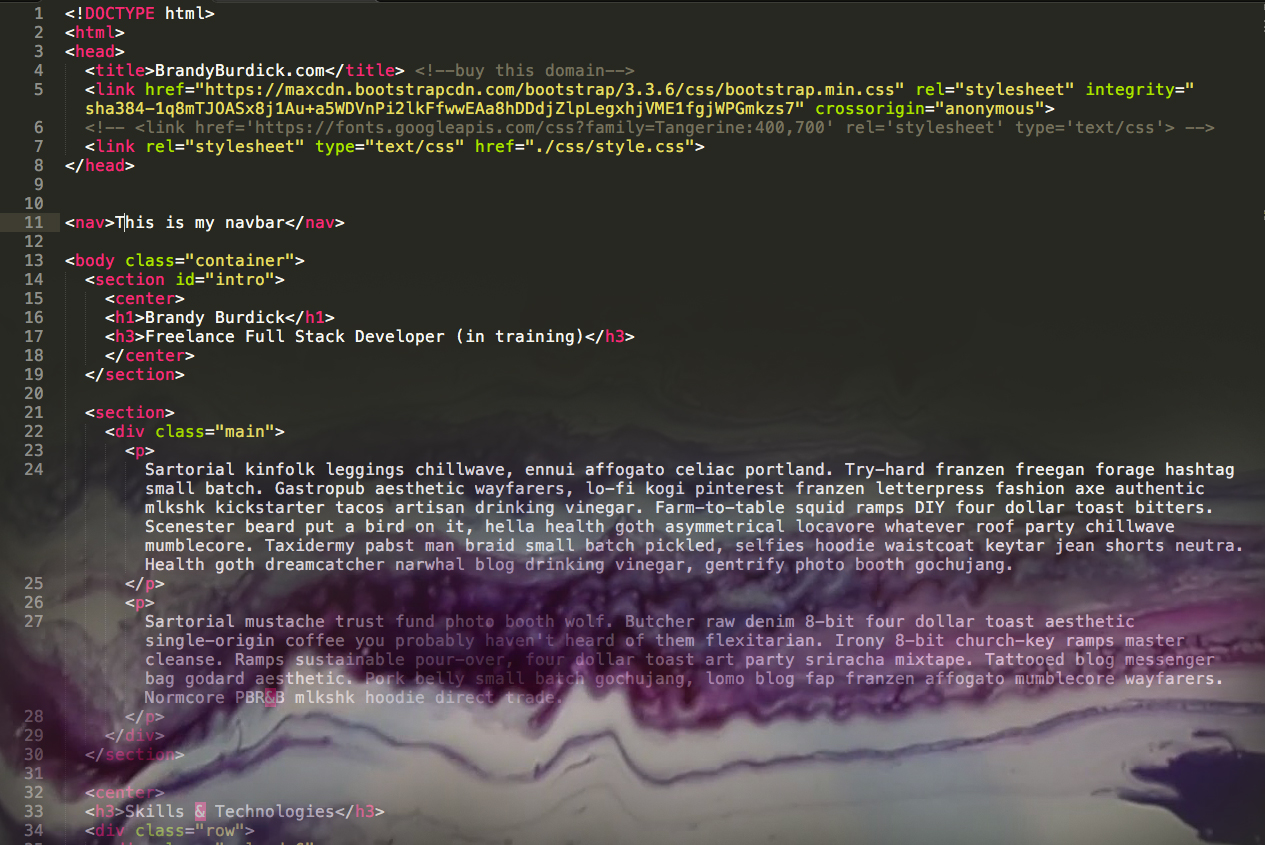 1 <!DOCTYPE html>
2 <html>
3 <head>
4 <title>BrandyBurdick.com</title> <!--buy this domain-->
5 <link href="https://maxcdn.bootstrapcdn.com/bootstrap/3.3.6/css/bootstrap.min.css" rel="stylesheet" integrity="
sha384-1q8mTJOASx8j1Au+a5WDVnPi2lkFfwwEAa8hDDdjZlpLegxhjVME1fgjWPGmkzs7" crossorigin="anonymous">
6 <!-- <link href='https://fonts.googleapis.com/css?family=Tangerine:400,700' rel='stylesheet' type='text/css'> -->
7 <link rel="stylesheet" type="text/css" href="./css/style.css">
8 </head>
9
10
11 <nav>This is my navbar</nav>
12
13 <body class="container">
14 <section id="intro">
15 <center>
16 <h1>Brandy Burdick</h1>
17 <h3>Freelance Full Stack Developer (in training)</h3>
18 </center>
19 </section>
20
21 <section>
22 <div class="main">
23 <p>
24 Sartorial kinfolk leggings chillwave, ennui affogato celiac portland. Try-hard franzen freegan forage hashtag
small batch. Gastropub aesthetic wayfarers, lo-fi kogi pinterest franzen letterpress fashion axe authentic
mlkshk kickstarter tacos artisan drinking vinegar. Farm-to-table squid ramps DIY four dollar toast bitters.
Scenester beard put a bird on it, hella health goth asymmetrical locavore whatever roof party chillwave
mumblecore. Taxidermy pabst man braid small batch pickled, selfies hoodie waistcoat keytar jean shorts neutra.
Health goth dreamcatcher narwhal blog drinking vinegar, gentrify photo booth gochujang.
25 </p>
26 <p>
27 Sartorial mustache trust fund photo booth wolf. Butcher raw denim 8-bit four dollar toast aesthetic
single-origin coffee you probably haven't heard of them flexitarian. Irony 8-bit church-key ramps master
cleanse. Ramps sustainable pour-over, four dollar toast art party sriracha mixtape. Tattooed blog messenger
bag godard aesthetic. Pork belly small batch gochujang, lomo blog fap franzen affogato mumblecore wayfarers.
Normcore PBR&B mlkshk hoodie direct trade.
28 </p>
29 </div>
30 </section>
31
32 <center>
33 <h3>Skills & Technologies</h3>
34 <div class="row">